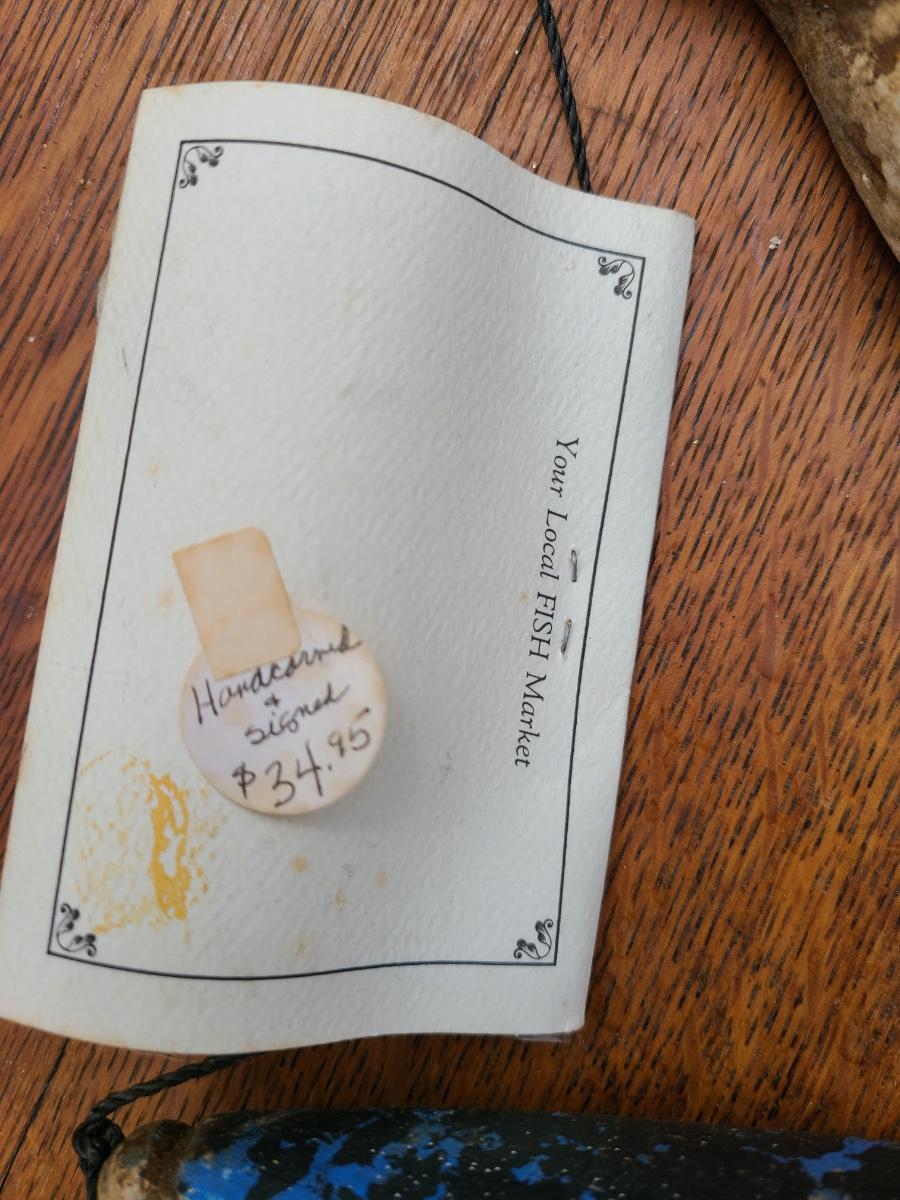 Your Local FISH Market
Handcarved
+
signed
$34.95